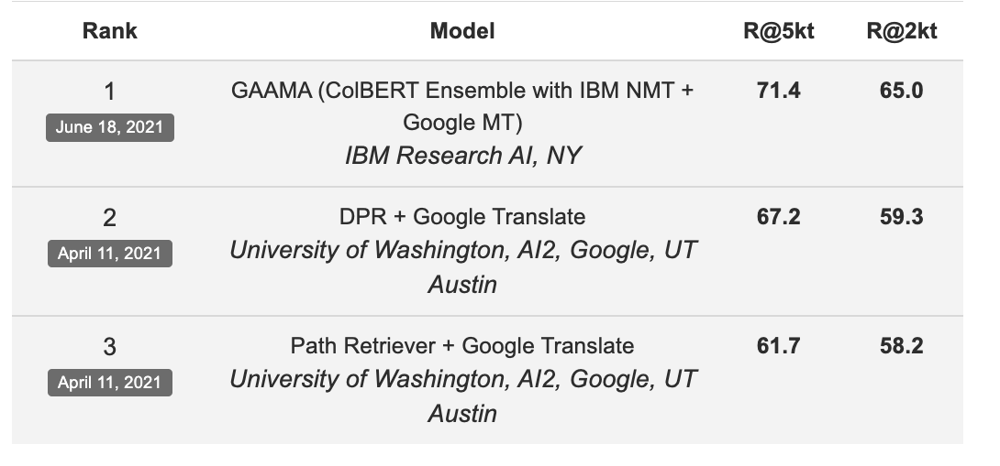 Rank Model R@5kt R@2kt
1 GAAMA (ColBERT Ensemble with IBM NMT + 71.4 65.0
June 18, 2021 Google MT)
IBM Research AI, NY
2 DPR + Google Translate 67.2 59.3
April 11, 2021 University of Washington, AI2, Google, UT
Austin
3 Path Retriever + Google Translate 61.7 58.2
April 11, 2021 University of Washington, AI2, Google, UT
Austin